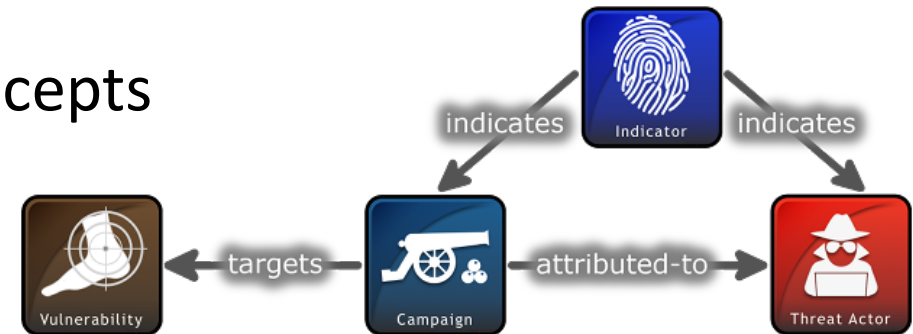 cepts
indicates
Indicator
indicates
Vulnerability
targets
Campaign
attributed-to
Threat Actor